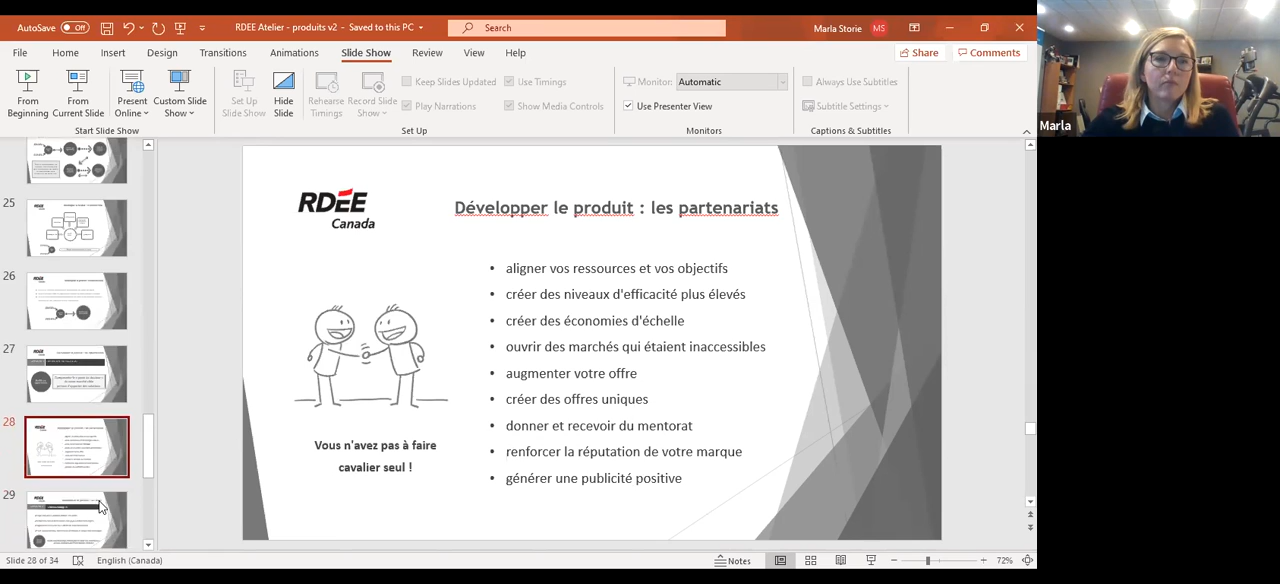 AutoSave Off RDEE Atelier - produits v2 - Saved to this PC Search Marla Storie MS
File Home Insert Design Transitions Animations Slide Show Review View Help Share Comments
From Beginning
From Current Slide
Present Online
Custom Slide Show
Set Up Slide Show
Hide Slide
Rehearse Timings
Record Slide Show
Keep Slides Updated
Play Narrations
Use Timings
Show Media Controls
Monitor: Automatic
Use Presenter View
Always Use Subtitles
Subtitle Settings
Start Slide Show Set Up Monitors Captions & Subtitles
Marla
25
26
27
28
29
RDÉE
Canada
Développer le produit : les partenariats
• aligner vos ressources et vos objectifs
• créer des niveaux d'efficacité plus élevés
• créer des économies d'échelle
• ouvrir des marchés qui étaient inaccessibles
• augmenter votre offre
• créer des offres uniques
• donner et recevoir du mentorat
• renforcer la réputation de votre marque
• générer une publicité positive
Vous n'avez pas à faire
cavalier seul !
Slide 28 of 34 English (Canada) Notes 72%